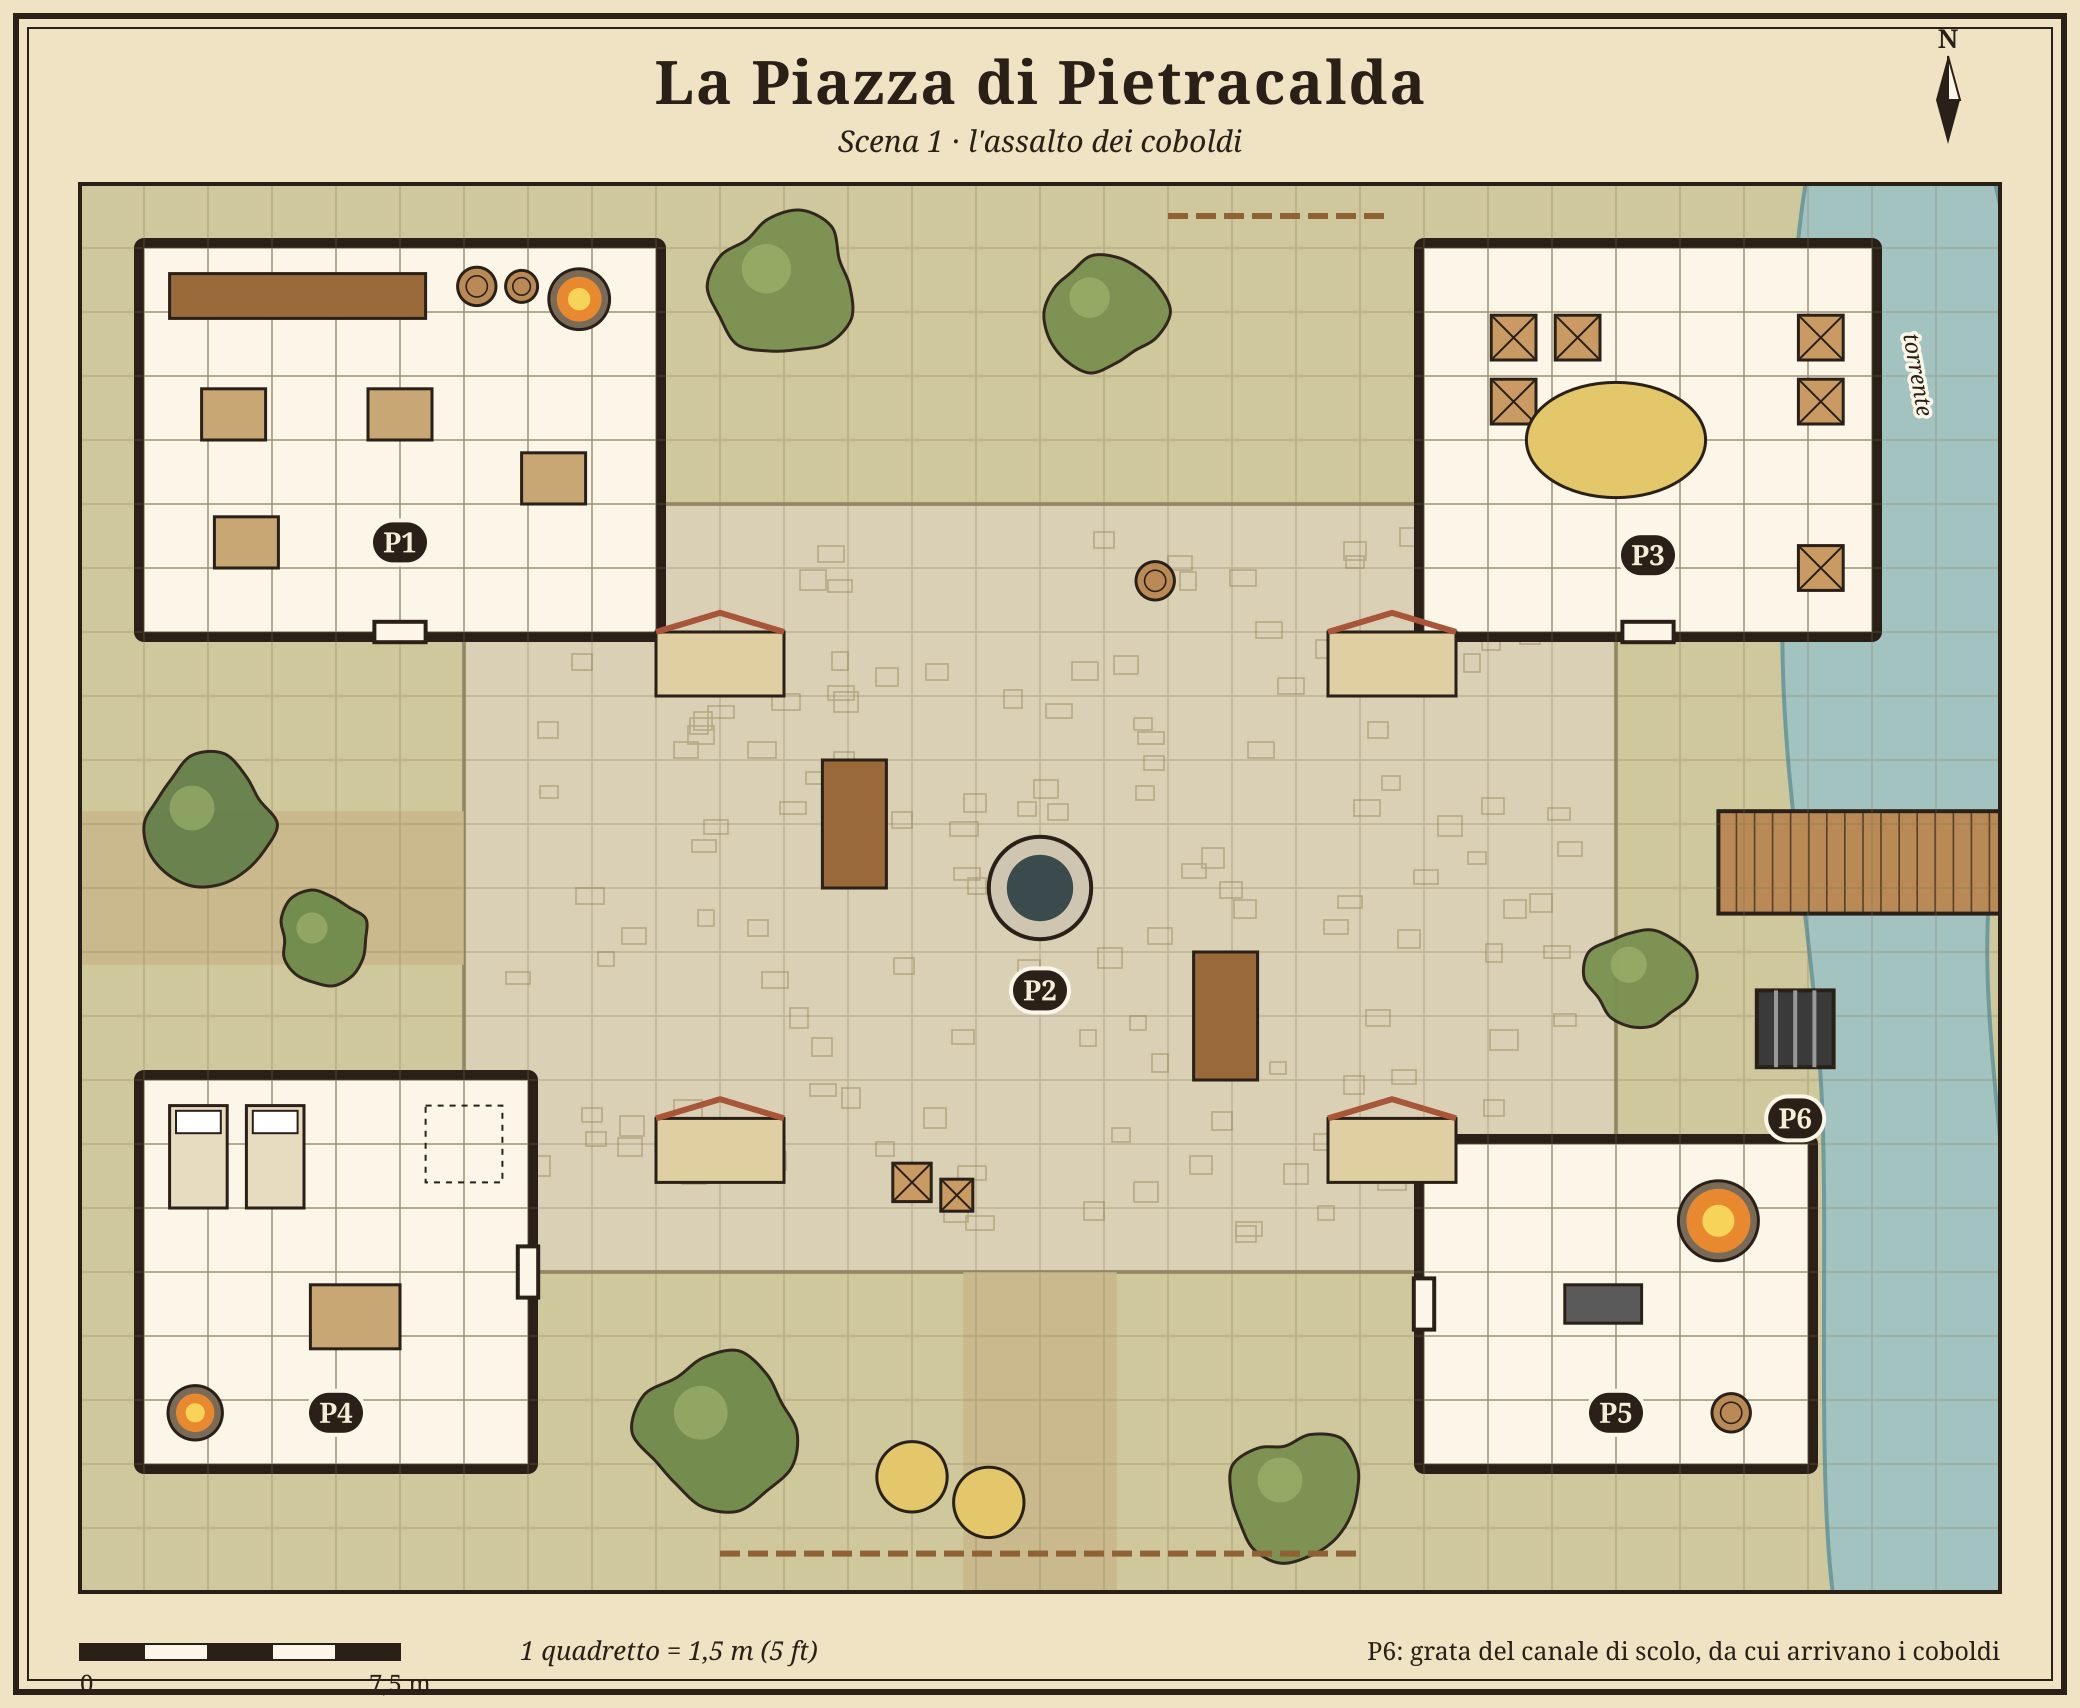 N
La Piazza di Pietracalda
Scena 1 · l'assalto dei coboldi
torrente
P1
P3
P2
P6
P4
P5
1 quadretto = 1,5 m (5 ft)
P6: grata del canale di scolo, da cui arrivano i coboldi
0
7,5 m